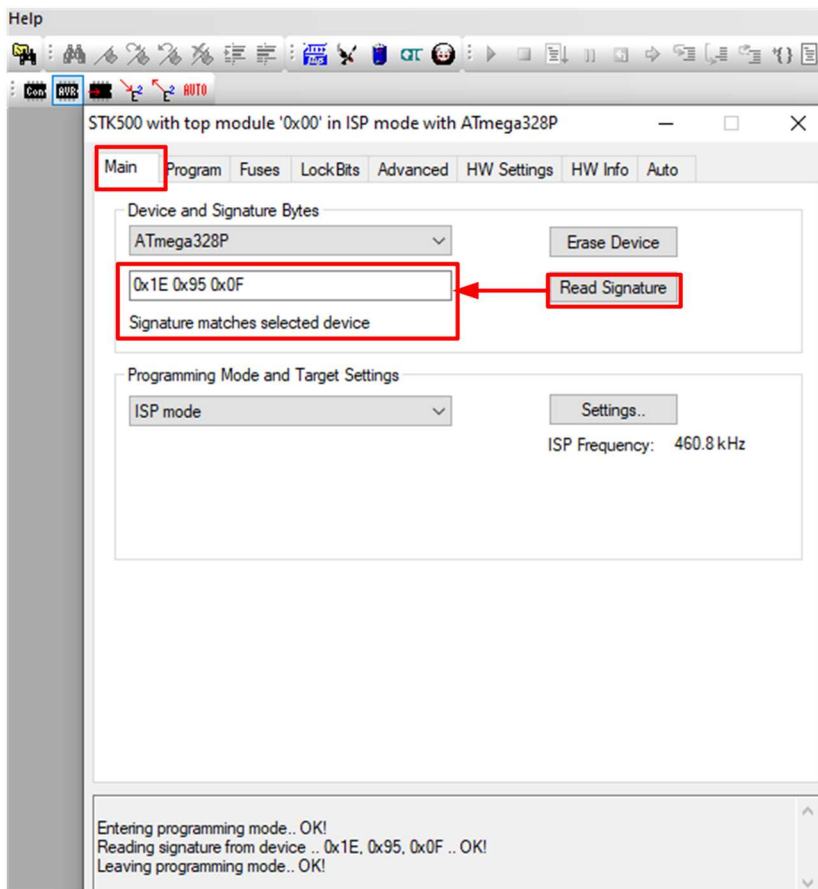 Help
Con AVR AUTO
STK500 with top module '0x00' in ISP mode with ATmega328P
Main Program Fuses LockBits Advanced HW Settings HW Info Auto
Device and Signature Bytes
ATmega328P Erase Device
0x1E 0x95 0x0F Read Signature
Signature matches selected device
Programming Mode and Target Settings
ISP mode Settings..
ISP Frequency: 460.8 kHz
Entering programming mode.. OK!
Reading signature from device .. 0x1E, 0x95, 0x0F .. OK!
Leaving programming mode.. OK!